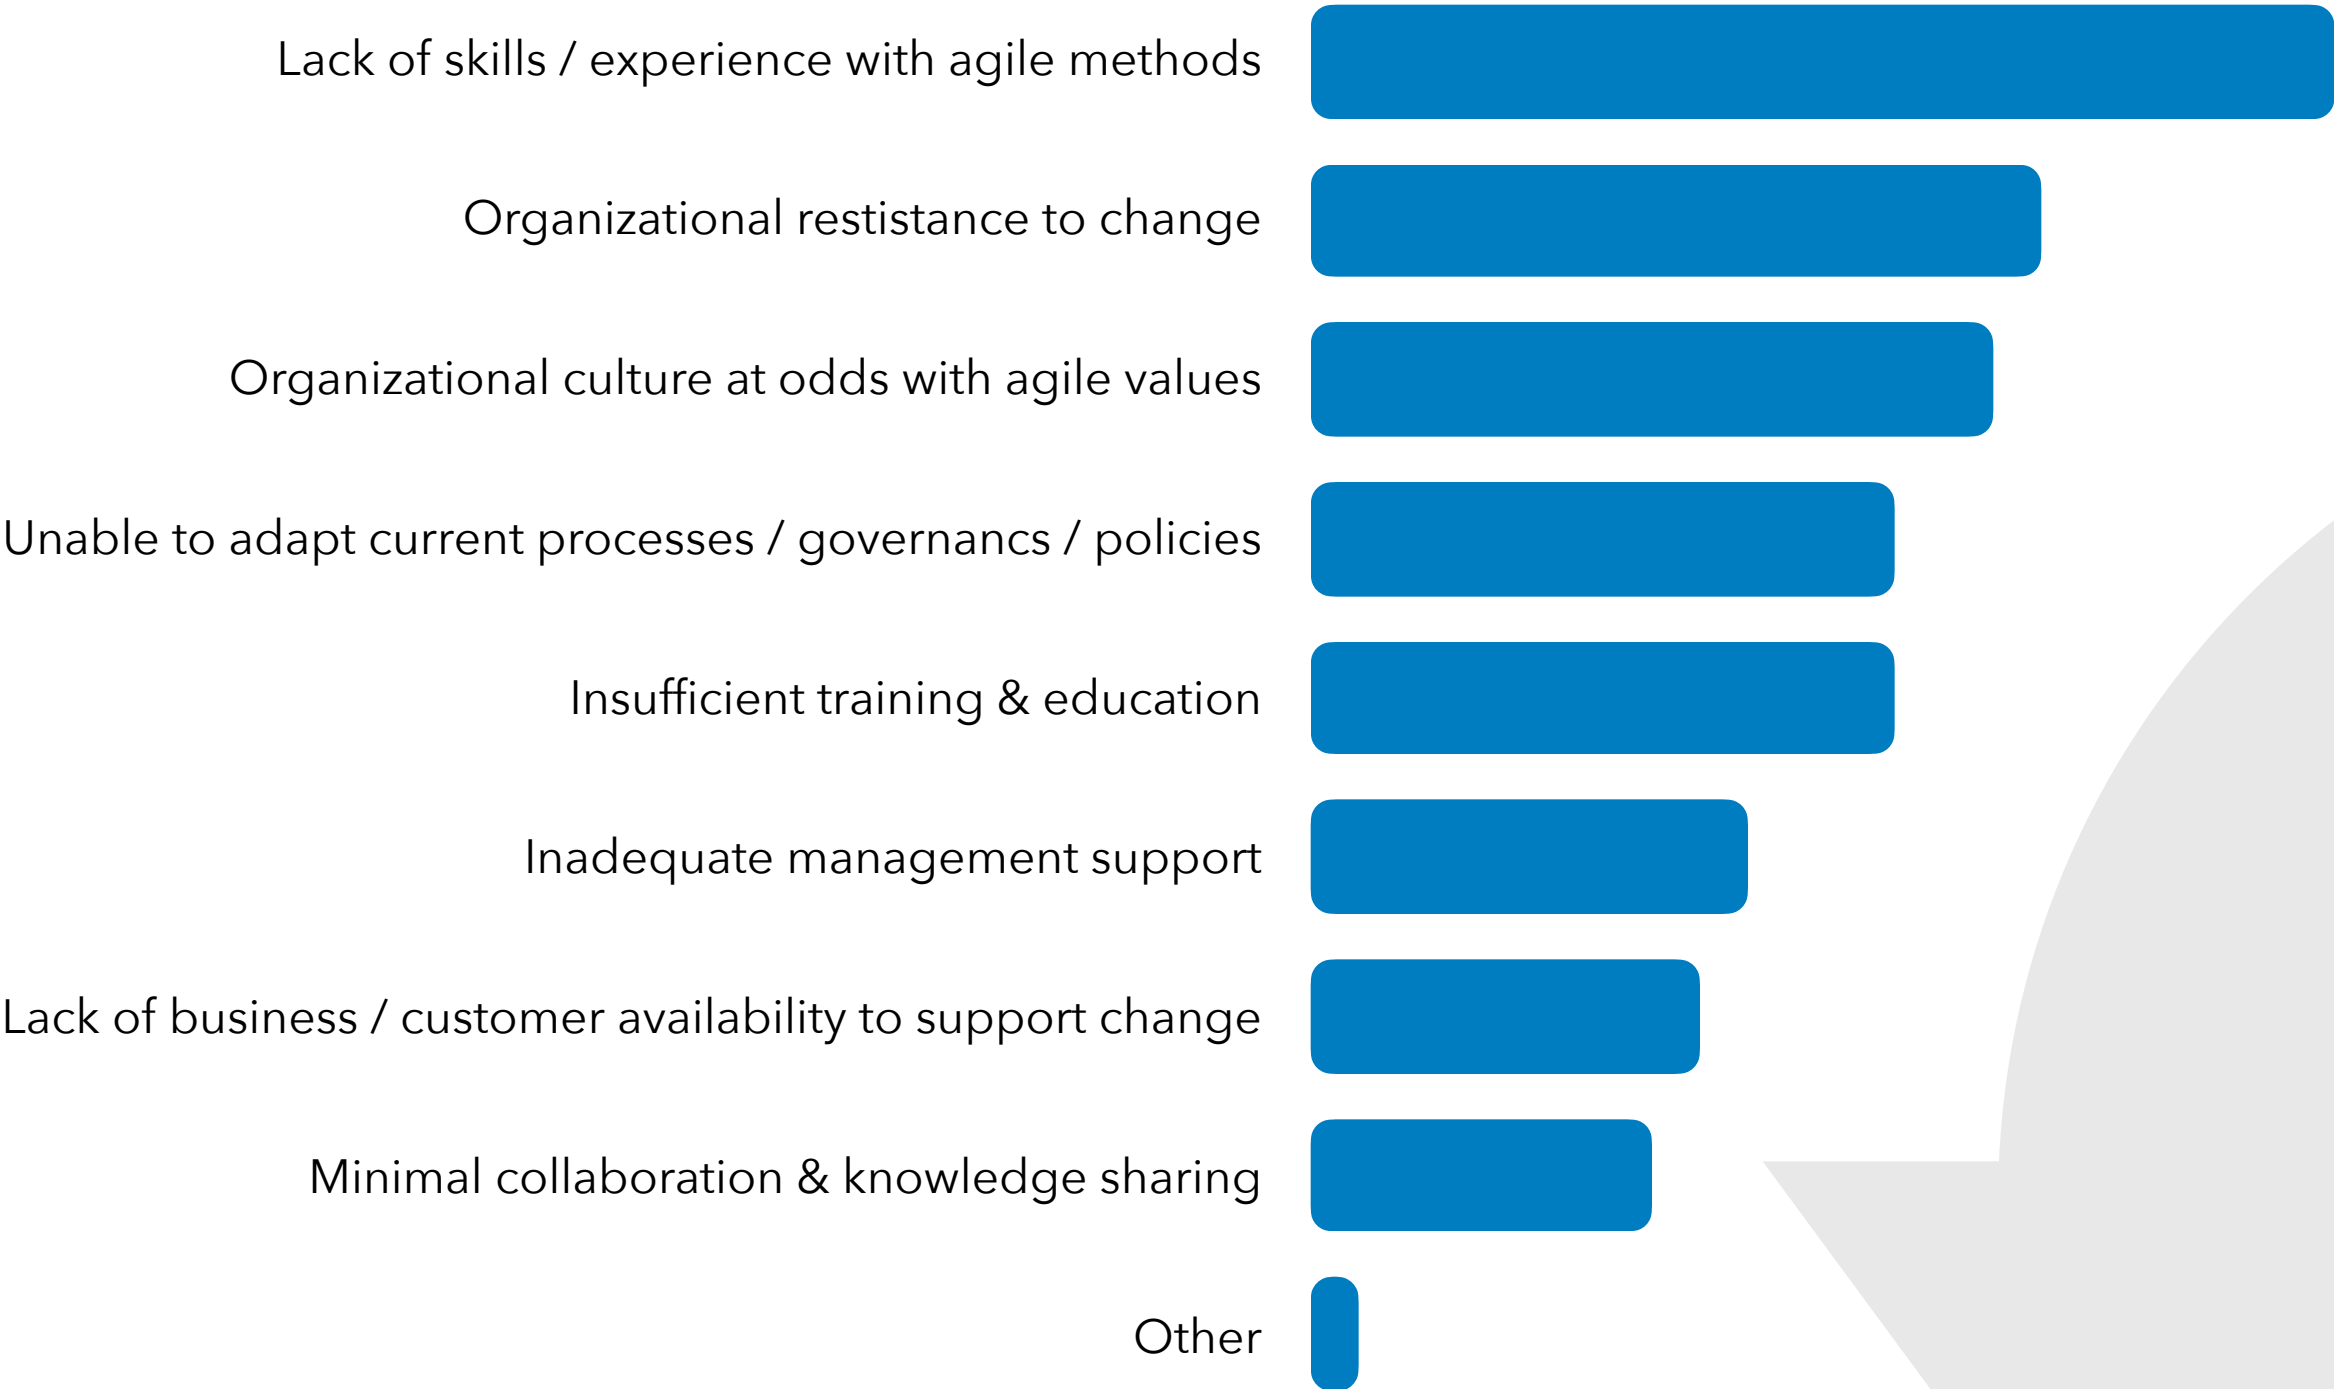 Lack of skills / experience with agile methods
Organizational restistance to change
Organizational culture at odds with agile values
Unable to adapt current processes / governancs / policies
Insufficient training & education
Inadequate management support
Lack of business / customer availability to support change
Minimal collaboration & knowledge sharing
Other